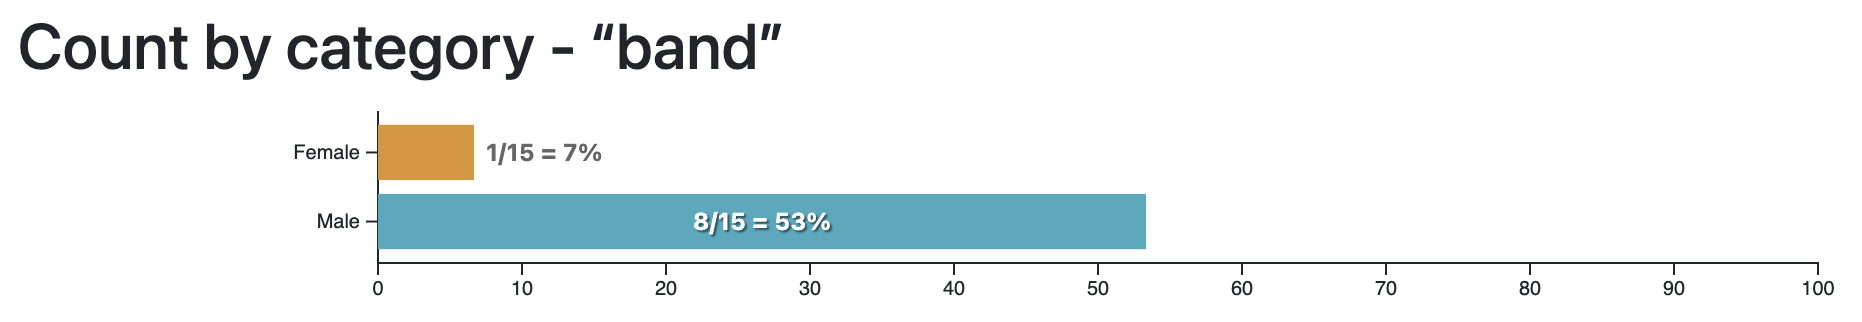 Count by category - “band”
Female
1/15 = 7%
Male
8/15 = 53%
0 10 20 30 40 50 60 70 80 90 100